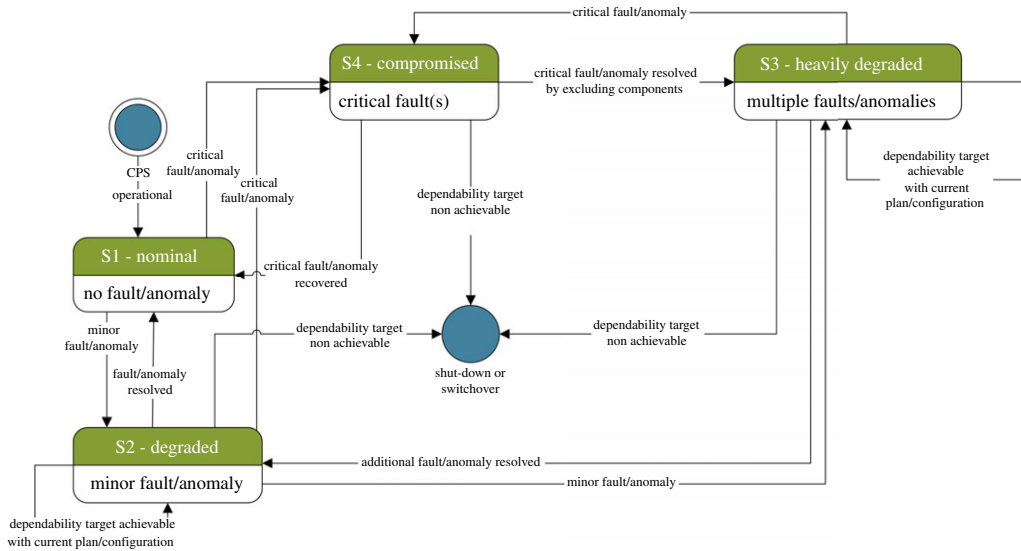 critical fault/anomaly
S4 - compromised
critical fault(s)
critical fault/anomaly resolved
by excluding components
S3 - heavily degraded
multiple faults/anomalies
CPS
operational
critical
fault/anomaly
critical
fault/anomaly
dependability target
non achievable
dependability target
achievable
with current
plan/configuration
S1 - nominal
no fault/anomaly
critical fault/anomaly
recovered
minor
fault/anomaly
fault/anomaly
resolved
dependability target
non achievable
dependability target
non achievable
shut-down or
switchover
S2 - degraded
minor fault/anomaly
additional fault/anomaly resolved
minor fault/anomaly
dependability target achievable
with current plan/configuration